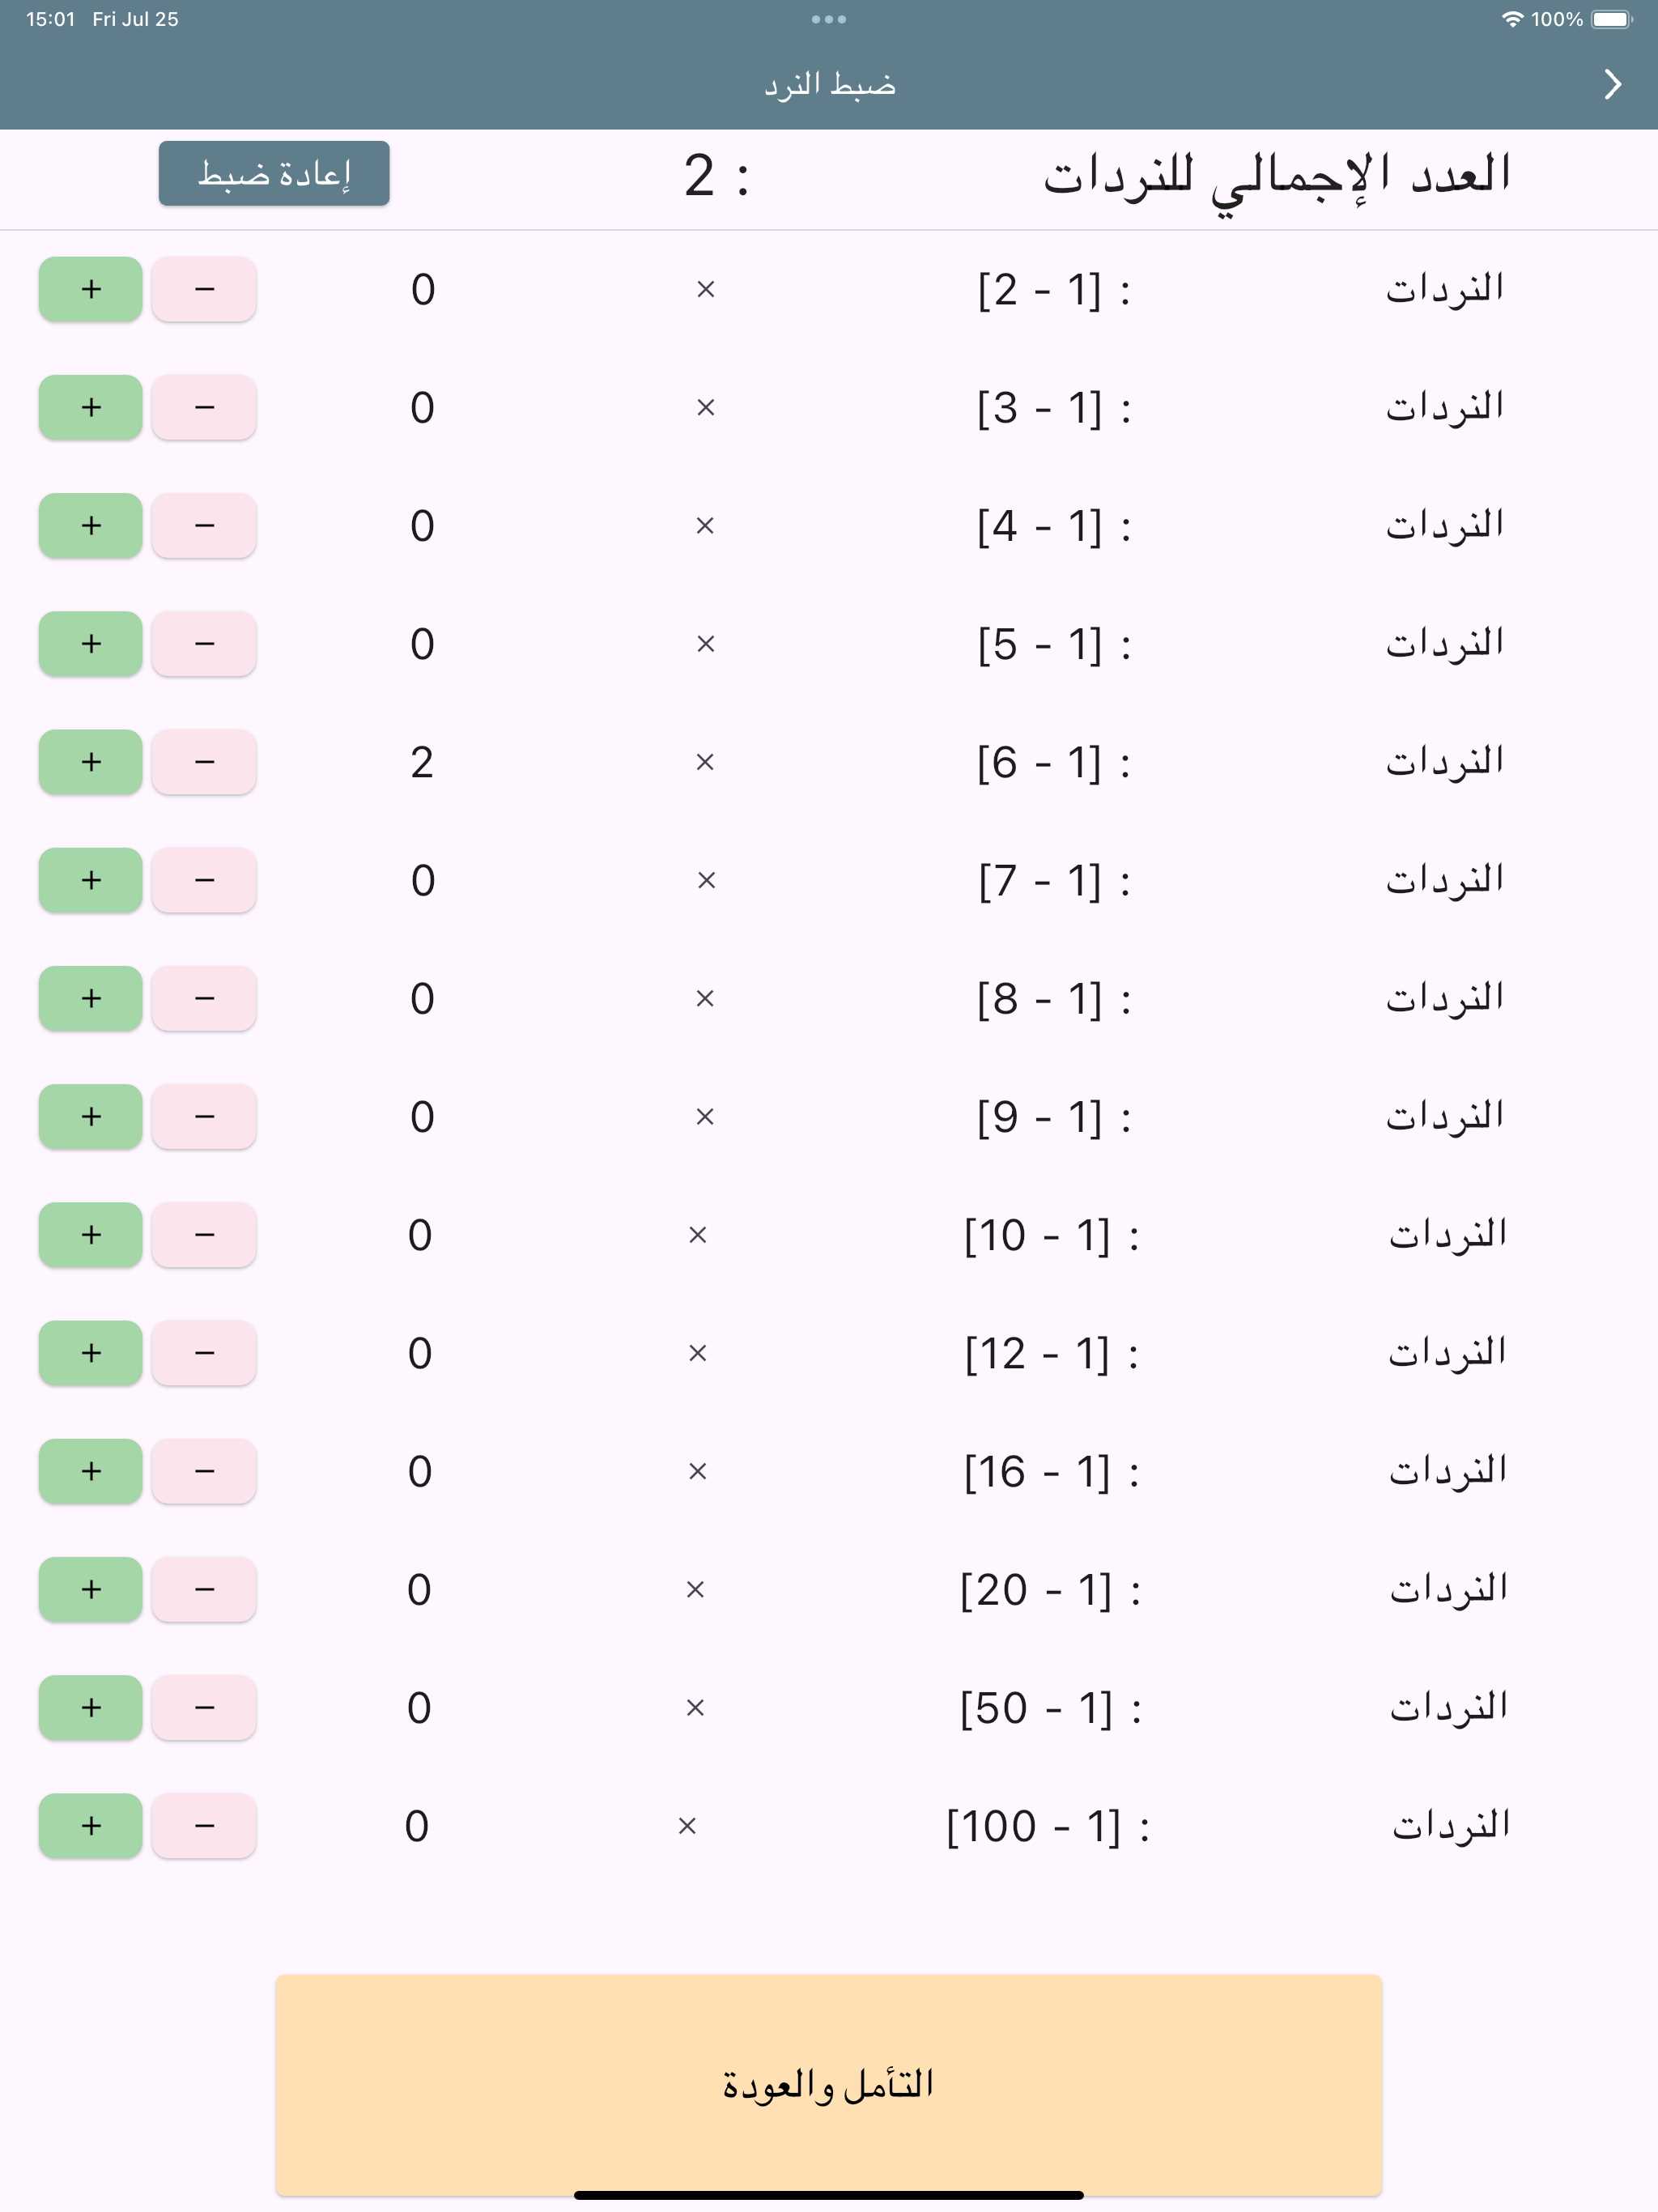 15:01 Fri Jul 25 100%
ضبط النرد
العدد الإجمالي للنردات : 2 إعادة ضبط
النردات : [1 - 2] × 0 − +
النردات : [1 - 3] × 0 − +
النردات : [1 - 4] × 0 − +
النردات : [1 - 5] × 0 − +
النردات : [1 - 6] × 2 − +
النردات : [1 - 7] × 0 − +
النردات : [1 - 8] × 0 − +
النردات : [1 - 9] × 0 − +
النردات : [1 - 10] × 0 − +
النردات : [1 - 12] × 0 − +
النردات : [1 - 16] × 0 − +
النردات : [1 - 20] × 0 − +
النردات : [1 - 50] × 0 − +
النردات : [1 - 100] × 0 − +
التأمل والعودة